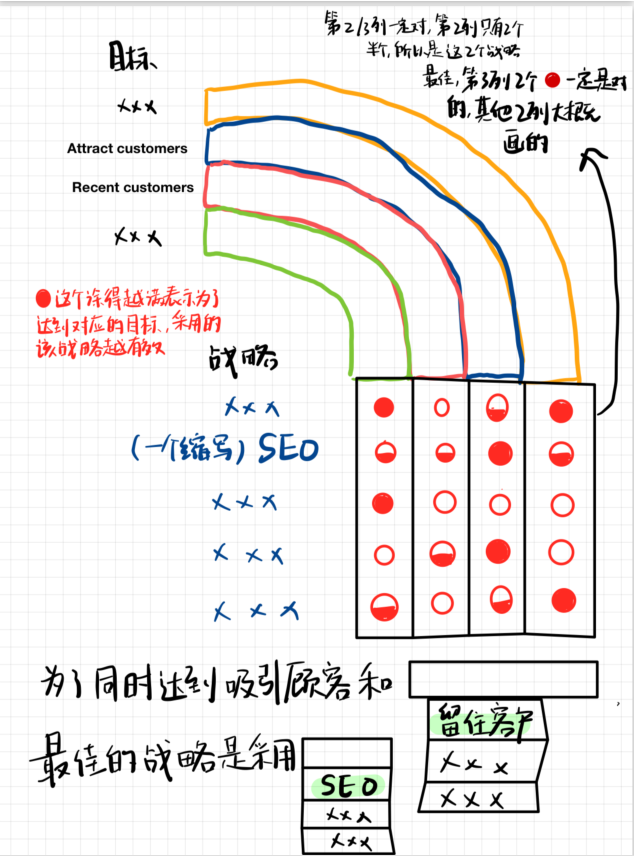 第2/3列一定对,第2列只有2个
半,所以是这2个战略
最佳,第3列2个 一定是对
的,其他2列大概无
画的
目标、
xxx
Attract customers
Recent customers
xxx
这个涂得越满表示为了
达到对应的目标,采用的
该战略越有效
战略
xxx
(一个缩写) SEO
xxx
x xx
x x x
为了同时达到吸引顾客和
留住客户
xxx
xxx
最佳的战略是采用
SEO
xxx
xxx